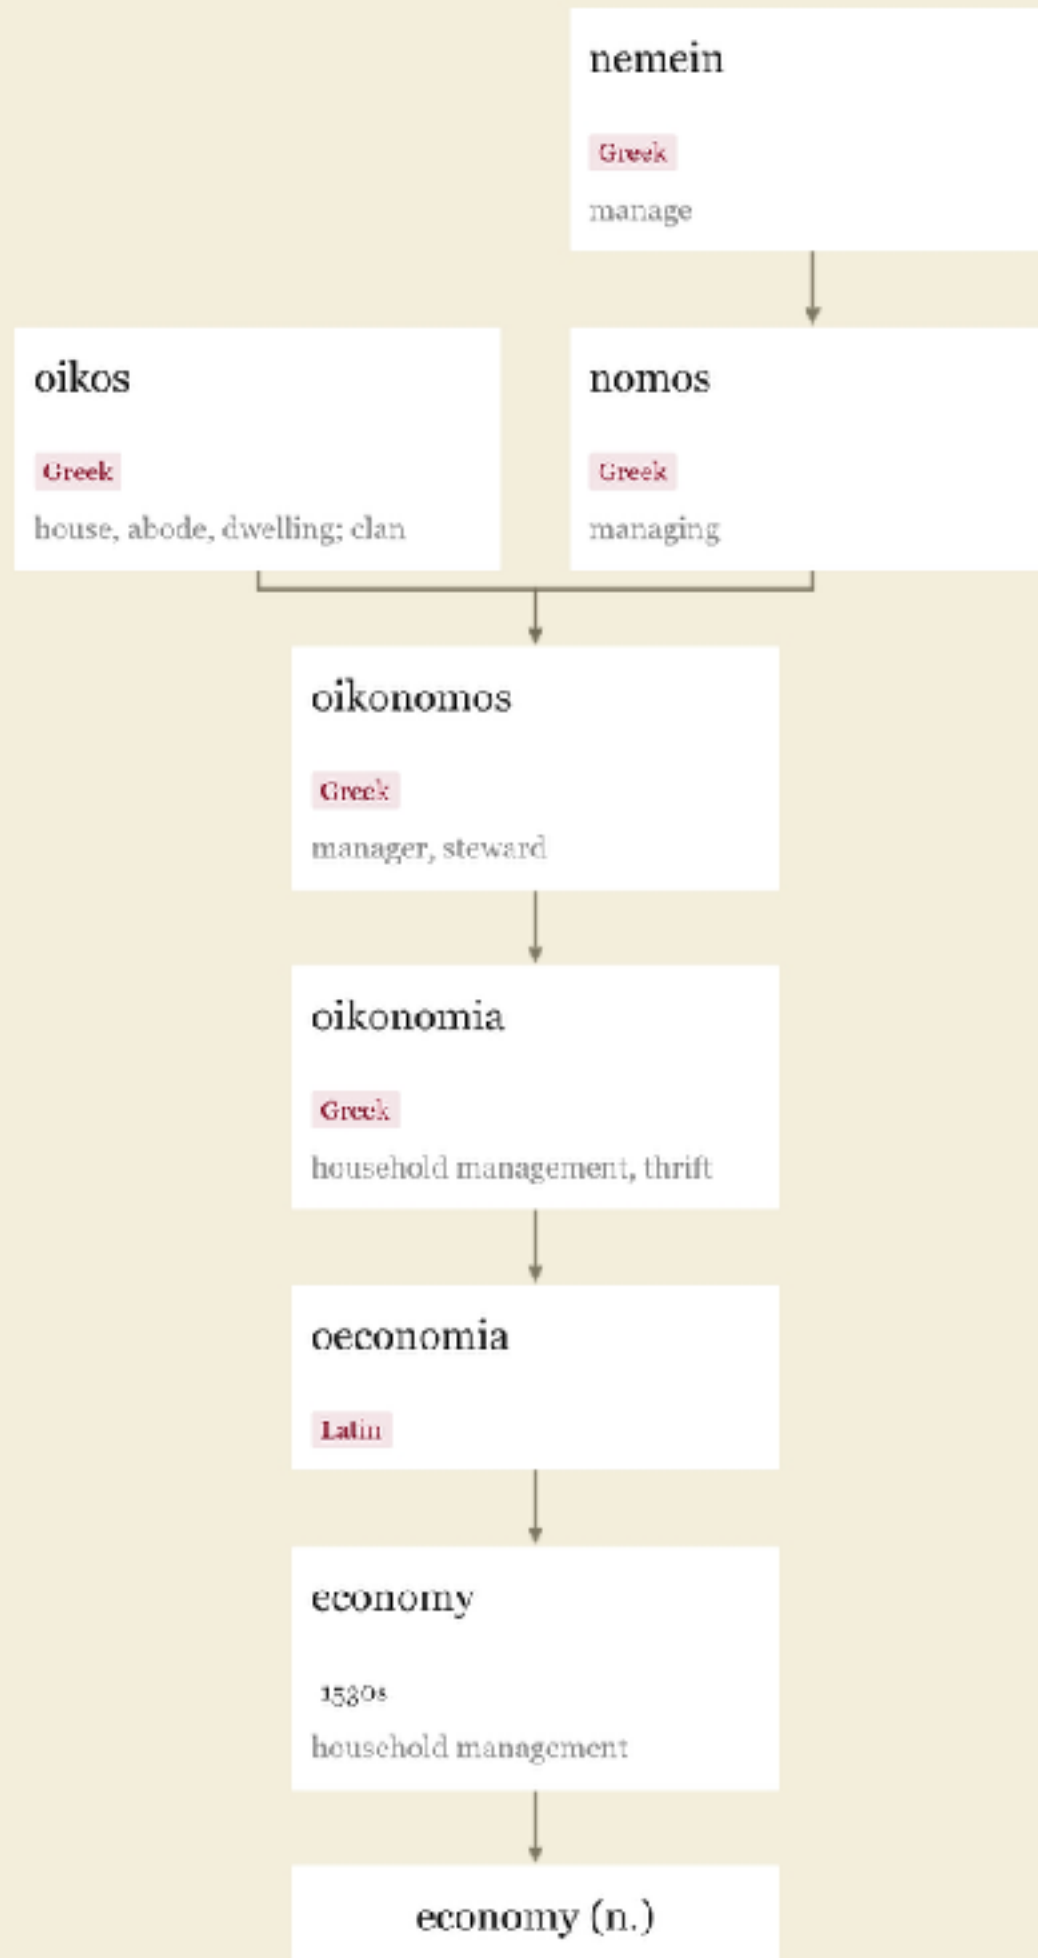 nemein
Greek
manage
oikos
Greek
house, abode, dwelling; clan
nomos
Greek
managing
oikonomos
Greek
manager, steward
oikonomia
Greek
household management, thrift
oeconomia
Latin
economy
1530s
household management
economy (n.)